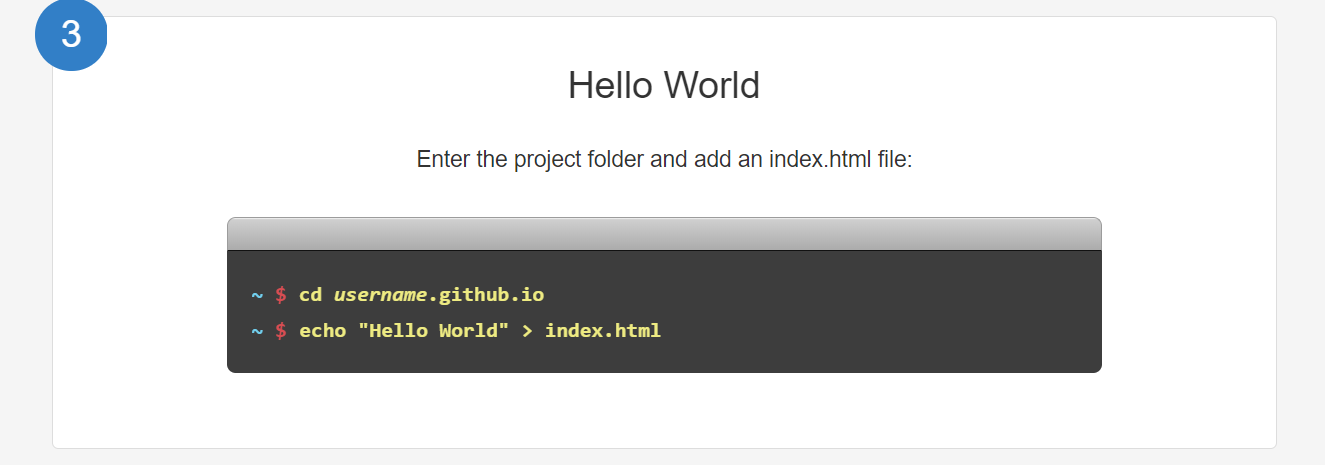 3
Hello World
Enter the project folder and add an index.html file:
~ $ cd username.github.io
~ $ echo "Hello World" > index.html